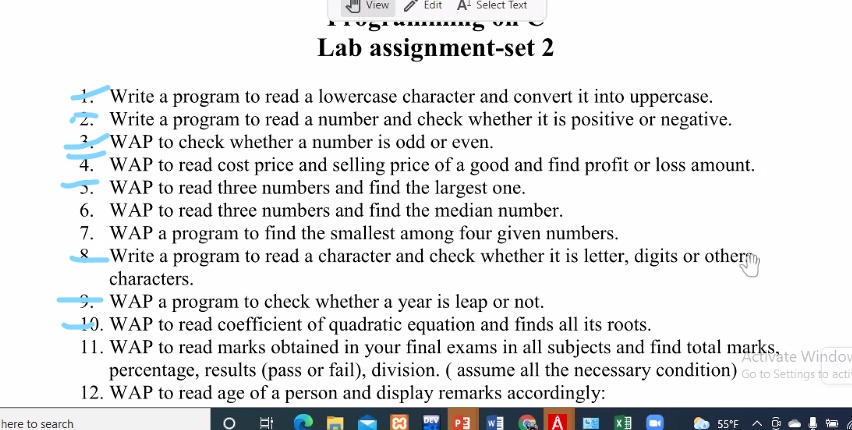 View Edit Select Text
Programming on C
Lab assignment-set 2
1. Write a program to read a lowercase character and convert it into uppercase.
2. Write a program to read a number and check whether it is positive or negative.
3. WAP to check whether a number is odd or even.
4. WAP to read cost price and selling price of a good and find profit or loss amount.
5. WAP to read three numbers and find the largest one.
6. WAP to read three numbers and find the median number.
7. WAP a program to find the smallest among four given numbers.
8. Write a program to read a character and check whether it is letter, digits or others
characters.
9. WAP a program to check whether a year is leap or not.
10. WAP to read coefficient of quadratic equation and finds all its roots.
11. WAP to read marks obtained in your final exams in all subjects and find total marks,
percentage, results (pass or fail), division. ( assume all the necessary condition)
Activate Window
Go to Settings to acti
12. WAP to read age of a person and display remarks accordingly:
here to search
DEV
55°F